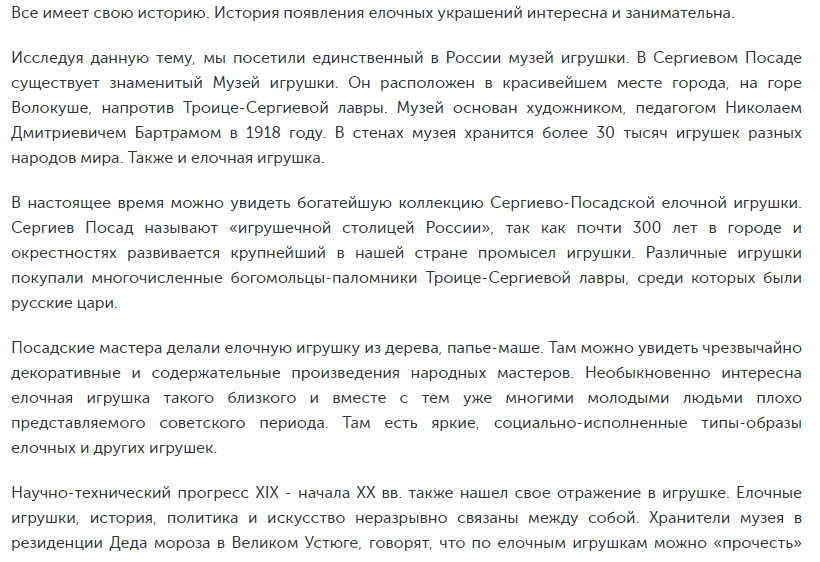 Все имеет свою историю. История появления елочных украшений интересна и занимательна.
Исследуя данную тему, мы посетили единственный в России музей игрушки. В Сергиевом Посаде
существует знаменитый Музей игрушки. Он расположен в красивейшем месте города, на горе
Волокуше, напротив Троице-Сергиевой лавры. Музей основан художником, педагогом Николаем
Дмитриевичем Бартрамом в 1918 году. В стенах музея хранится более 30 тысяч игрушек разных
народов мира. Также и елочная игрушка.
В настоящее время можно увидеть богатейшую коллекцию Сергиево-Посадской елочной игрушки.
Сергиев Посад называют «игрушечной столицей России», так как почти 300 лет в городе и
окрестностях развивается крупнейший в нашей стране промысел игрушки. Различные игрушки
покупали многочисленные богомольцы-паломники Троице-Сергиевой лавры, среди которых были
русские цари.
Посадские мастера делали елочную игрушку из дерева, папье-маше. Там можно увидеть чрезвычайно
декоративные и содержательные произведения народных мастеров. Необыкновенно интересна
елочная игрушка такого близкого и вместе с тем уже многими молодыми людьми плохо
представляемого советского периода. Там есть яркие, социально-исполненные типы-образы
елочных и других игрушек.
Научно-технический прогресс XIX - начала XX вв. также нашел свое отражение в игрушке. Елочные
игрушки, история, политика и искусство неразрывно связаны между собой. Хранители музея в
резиденции Деда мороза в Великом Устюге, говорят, что по елочным игрушкам можно «прочесть»